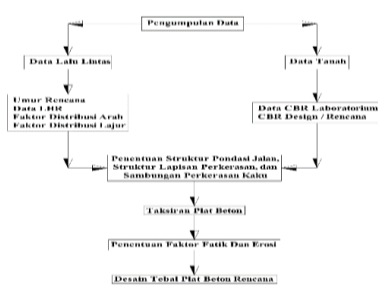 Pengumpulan Data
Data Lalu Lintas
Data Tanah
Umur Rencana
Data LHR
Faktor Distribusi Arah
Faktor Distribusi Lajur
Data CBR Laboratorium
CBR Design / Rencana
Penentuan Struktur Pondasi Jalan,
Struktur Lapisan Perkerasan, dan
Sambungan Perkerasan Kaku
Taksiran Plat Beton
Penentuan Faktor Fatik Dan Erosi
Desain Tebal Plat Beton Rencana